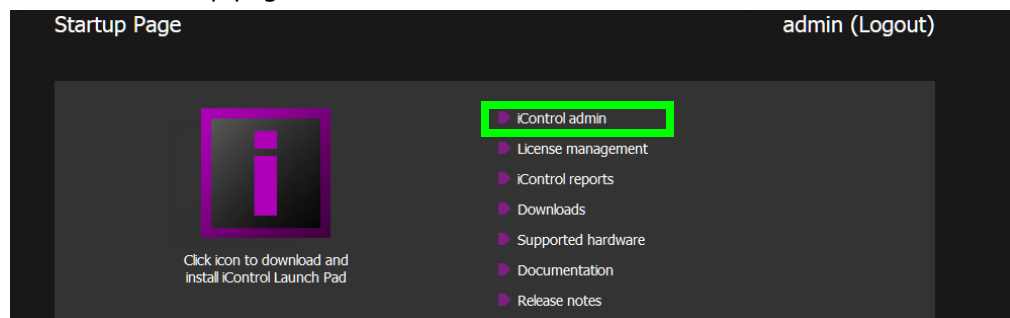 Startup Page
admin (Logout)
iControl admin
License management
iControl reports
Downloads
Supported hardware
Documentation
Release notes
Click icon to download and
install iControl Launch Pad